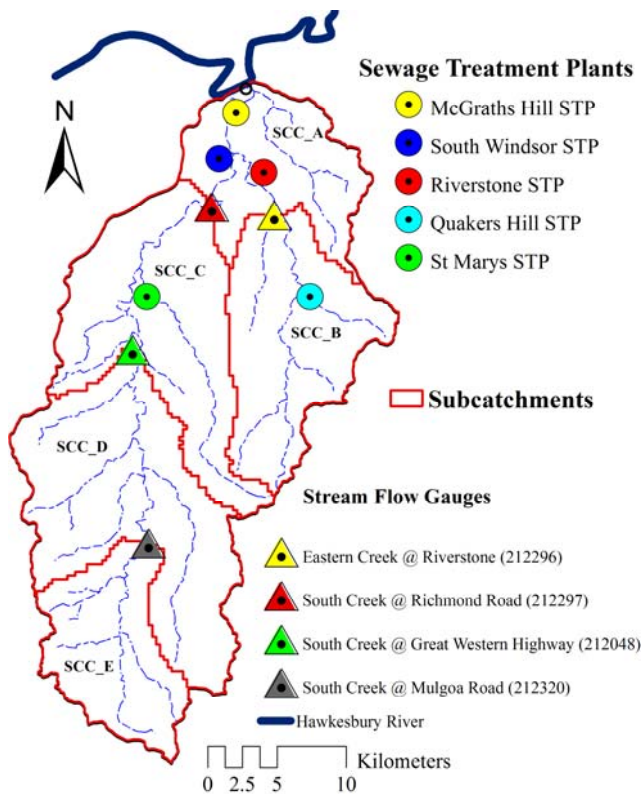 Sewage Treatment Plants
N
McGraths Hill STP
SCC_A
South Windsor STP
Riverstone STP
Quakers Hill STP
SCC_C
St Marys STP
SCC_B
Subcatchments
SCC_D
Stream Flow Gauges
Eastern Creek @ Riverstone (212296)
South Creek @ Richmond Road (212297)
South Creek @ Great Western Highway (212048)
SCC_E
South Creek @ Mulgoa Road (212320)
Hawkesbury River
Kilometers
0 2.5 5 10